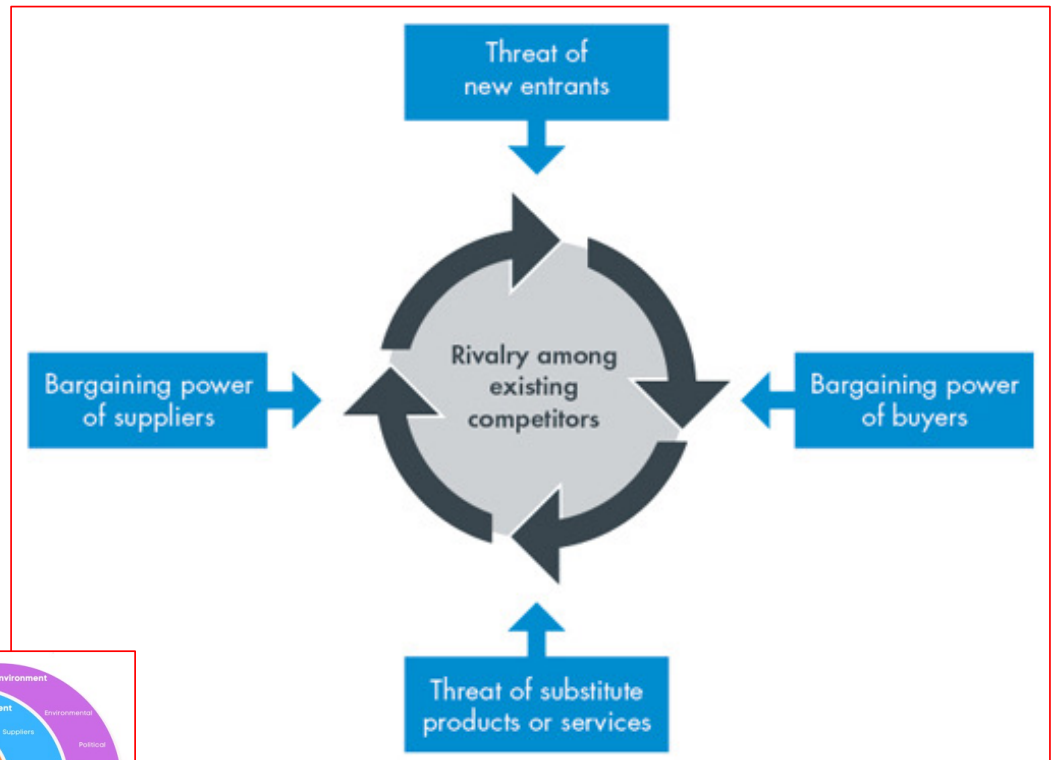 Threat of
new entrants
Rivalry among
existing
competitors
Bargaining power
of suppliers
Bargaining power
of buyers
Threat of substitute
products or services
Environmental
Suppliers
Political